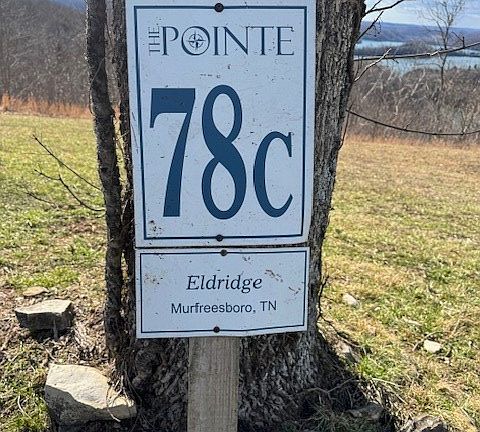 THE POINTE
78c
Eldridge
Murfreesboro, TN